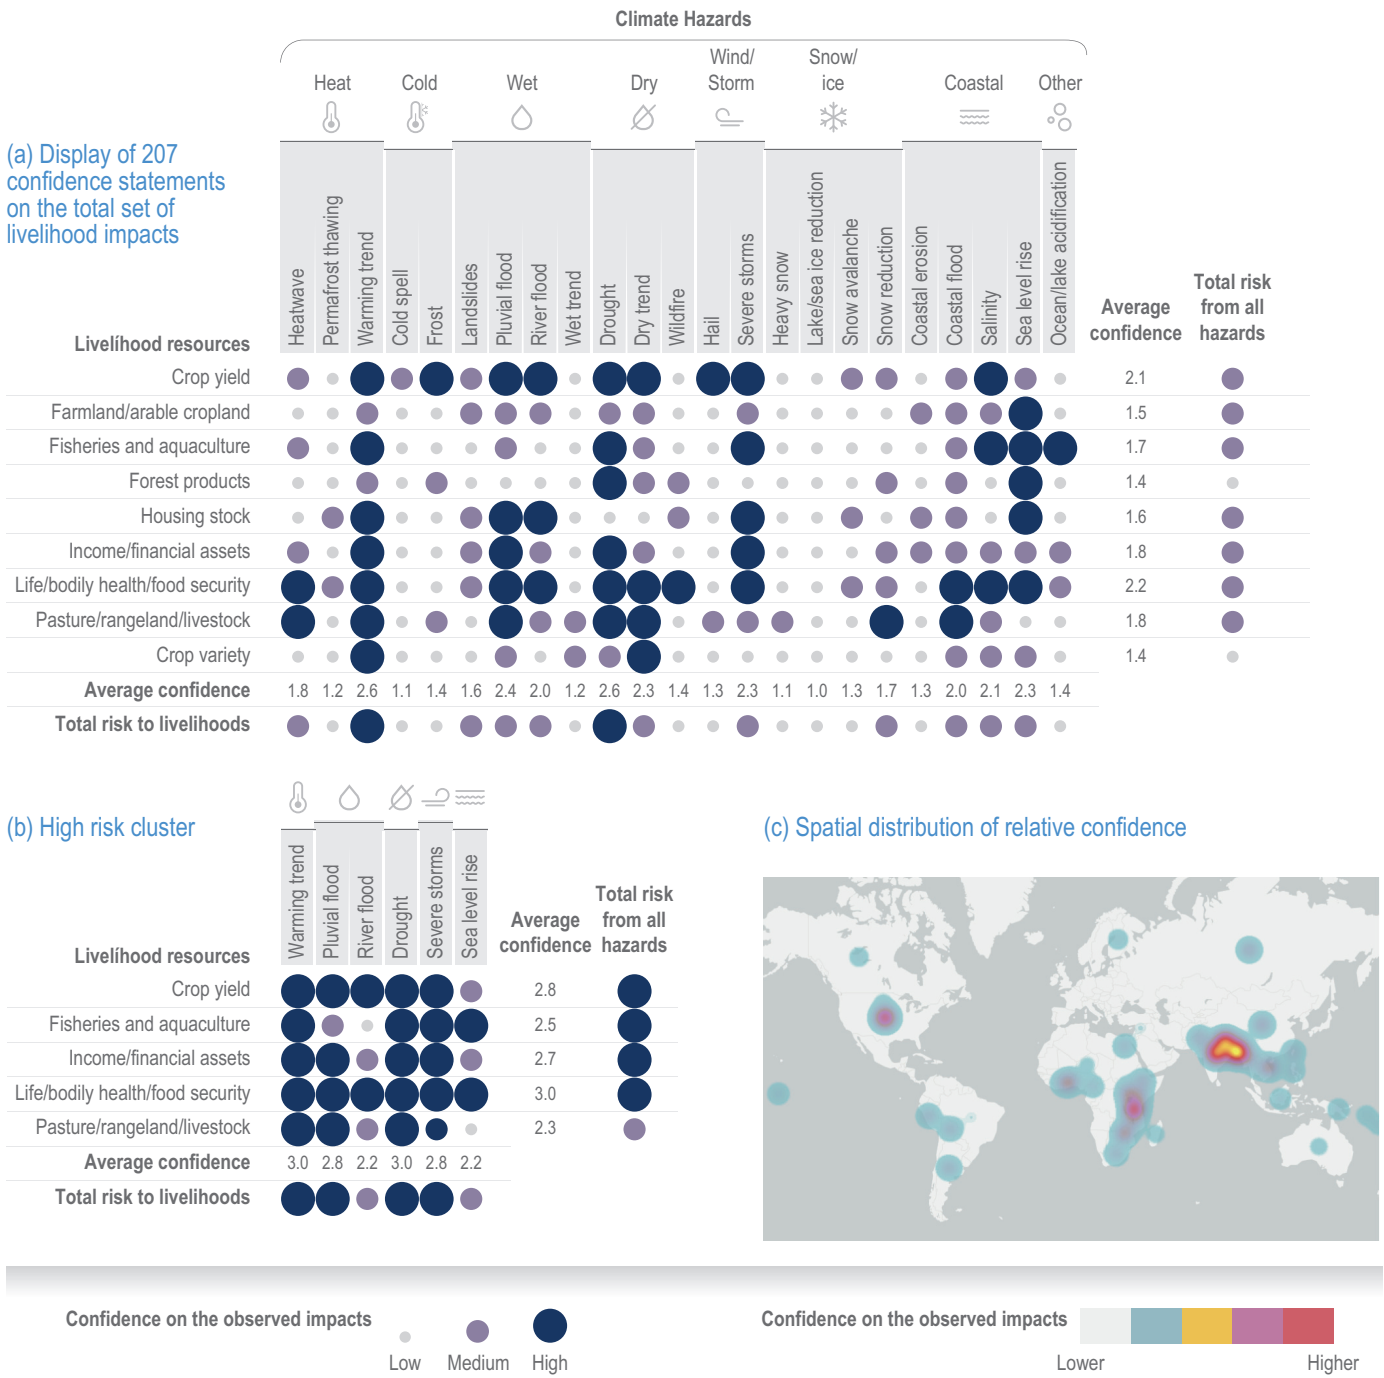 Climate Hazards
Heat
Cold
Wet
Dry
Wind/
Storm
Snow/
ice
Coastal
Other
(a) Display of 207
confidence statements
on the total set of
livelihood impacts
Heatwave
Permafrost thawing
Warming trend
Cold spell
Frost
Landslides
Pluvial flood
River flood
Wet trend
Drought
Dry trend
Wildfire
Hail
Severe storms
Heavy snow
Lake/sea ice reduction
Snow avalanche
Snow reduction
Coastal erosion
Coastal flood
Salinity
Sea level rise
Ocean/lake acidification
Average
confidence
Total risk
from all
hazards
Livelíhood resources
Crop yield 2.1
Farmland/arable cropland 1.5
Fisheries and aquaculture 1.7
Forest products 1.4
Housing stock 1.6
Income/financial assets 1.8
Life/bodily health/food security 2.2
Pasture/rangeland/livestock 1.8
Crop variety 1.4
Average confidence 1.8 1.2 2.6 1.1 1.4 1.6 2.4 2.0 1.2 2.6 2.3 1.4 1.3 2.3 1.1 1.0 1.3 1.7 1.3 2.0 2.1 2.3 1.4
Total risk to livelihoods
(b) High risk cluster
Warming trend
Pluvial flood
River flood
Drought
Severe storms
Sea level rise
Average
confidence
Total risk
from all
hazards
Livelíhood resources
Crop yield 2.8
Fisheries and aquaculture 2.5
Income/financial assets 2.7
Life/bodily health/food security 3.0
Pasture/rangeland/livestock 2.3
Average confidence 3.0 2.8 2.2 3.0 2.8 2.2
Total risk to livelihoods
(c) Spatial distribution of relative confidence
Confidence on the observed impacts
Low Medium High
Confidence on the observed impacts
Lower Higher